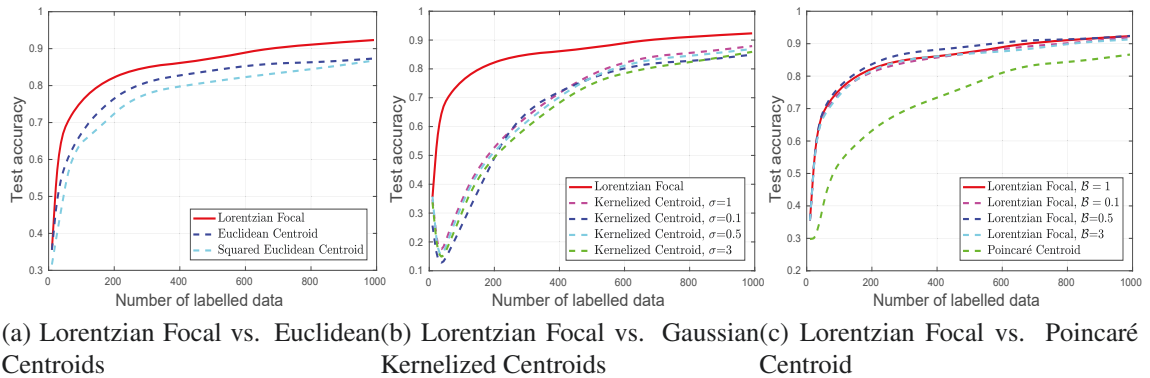 1
0.9
0.8
0.7
0.6
0.5
0.4
0.3
Test accuracy
0
200
400
600
800
1000
Number of labelled data
Lorentzian Focal
Euclidean Centroid
Squared Euclidean Centroid
1
0.9
0.8
0.7
0.6
0.5
0.4
0.3
0.2
0.1
Test accuracy
0
200
400
600
800
1000
Number of labelled data
Lorentzian Focal
Kernelized Centroid, σ=1
Kernelized Centroid, σ=0.1
Kernelized Centroid, σ=0.5
Kernelized Centroid, σ=3
1
0.9
0.8
0.7
0.6
0.5
0.4
0.3
0.2
Test accuracy
0
200
400
600
800
1000
Number of labelled data
Lorentzian Focal, ℬ = 1
Lorentzian Focal, ℬ = 0.1
Lorentzian Focal, ℬ=0.5
Lorentzian Focal, ℬ=3
Poincaré Centroid
(a) Lorentzian Focal vs. Euclidean
Centroids
(b) Lorentzian Focal vs. Gaussian
Kernelized Centroids
(c) Lorentzian Focal vs. Poincaré
Centroid